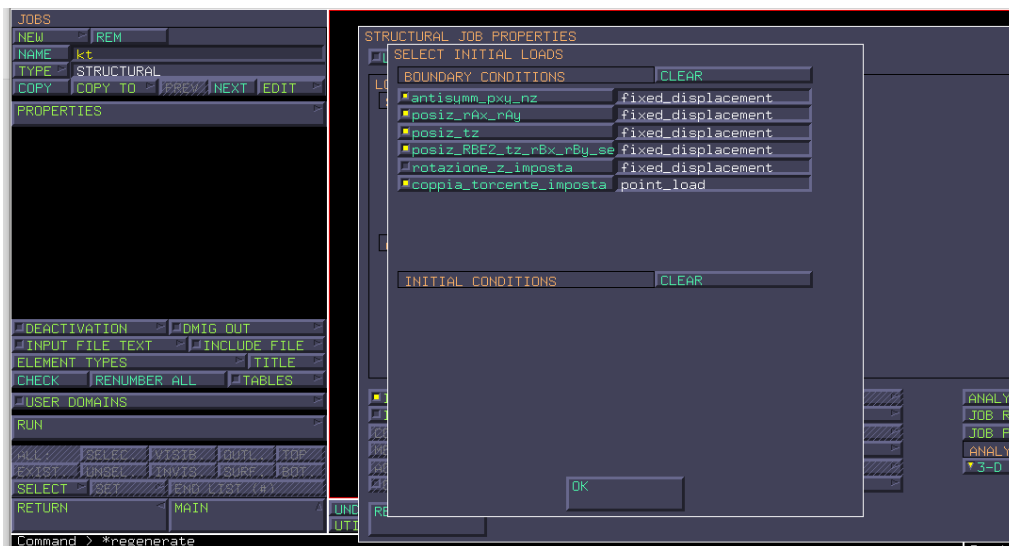 JOBS
NEW REM
NAME kt
TYPE STRUCTURAL
COPY COPY TO PREV NEXT EDIT
PROPERTIES
DEACTIVATION DMIG OUT
INPUT FILE TEXT INCLUDE FILE
ELEMENT TYPES TITLE
CHECK RENUMBER ALL TABLES
USER DOMAINS
RUN
ALL: SELEC. VISIB. OUTL. TOP
EXIST. UNSEL. INVIS. SURF. BOT.
SELECT SET END LIST (#)
RETURN MAIN
Command > *regenerate
STRUCTURAL JOB PROPERTIES
SELECT INITIAL LOADS
BOUNDARY CONDITIONS CLEAR
antisymm_pxy_nz fixed_displacement
posiz_rAx_rAy fixed_displacement
posiz_tz fixed_displacement
posiz_RBE2_tz_rBx_rBy_se fixed_displacement
rotazione_z_imposta fixed_displacement
coppia_torcente_imposta point_load
INITIAL CONDITIONS CLEAR
OK
ANALY
JOB R
JOB F
ANALY
3-D
UND
UTI
RE